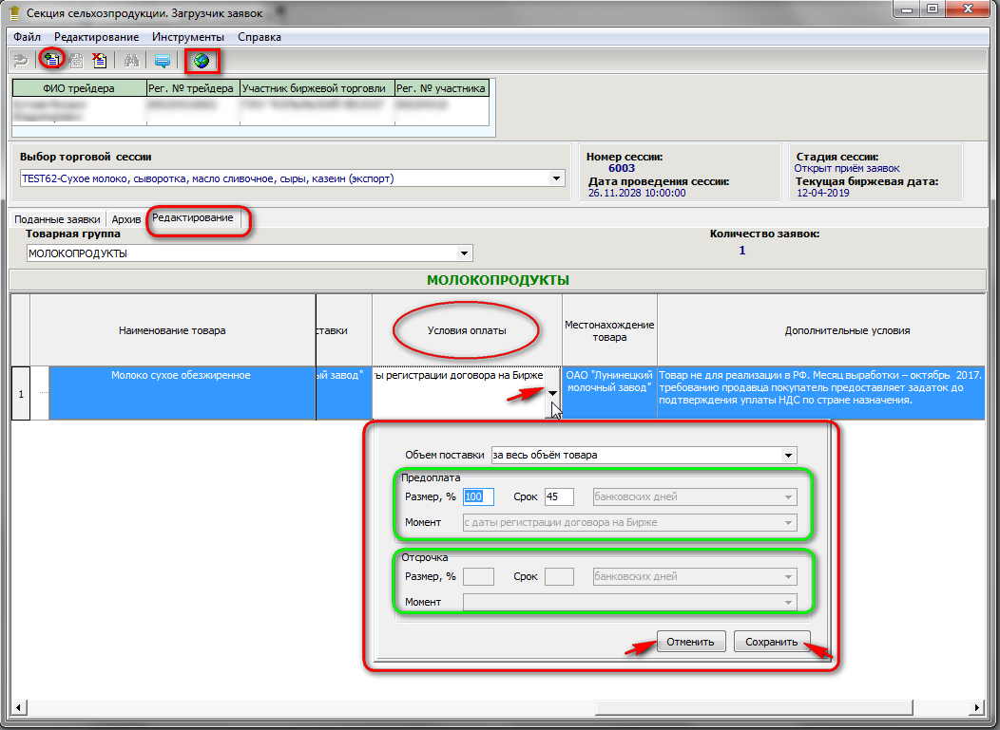 Секция сельхозпродукции. Загрузчик заявок
Файл Редактирование Инструменты Справка
ФИО трейдера Рег. № трейдера Участник биржевой торговли Рег. № участника
Выбор торговой сессии
TEST62-Сухое молоко, сыворотка, масло сливочное, сыры, казеин (экспорт)
Номер сессии:
6003
Дата проведения сессии:
26.11.2028 10:00:00
Стадия сессии:
Открыт приём заявок
Текущая биржевая дата:
12-04-2019
Поданные заявки Архив Редактирование
Товарная группа
МОЛОКОПРОДУКТЫ
Количество заявок:
1
МОЛОКОПРОДУКТЫ
Наименование товара ставки Условия оплаты Местонахождение товара Дополнительные условия
1 Молоко сухое обезжиренное ый завод" ты регистрации договора на Бирже ОАО "Лунинецкий Товар не для реализации в РФ. Месяц выработки – октябрь 2017.
молочный завод" требованию продавца покупатель предоставляет задаток до
подтверждения уплаты НДС по стране назначения.
Объем поставки за весь объём товара
Предоплата
Размер, % 100 Срок 45 банковских дней
Момент с даты регистрации договора на Бирже
Отсрочка
Размер, % Срок банковских дней
Момент
Отменить Сохранить